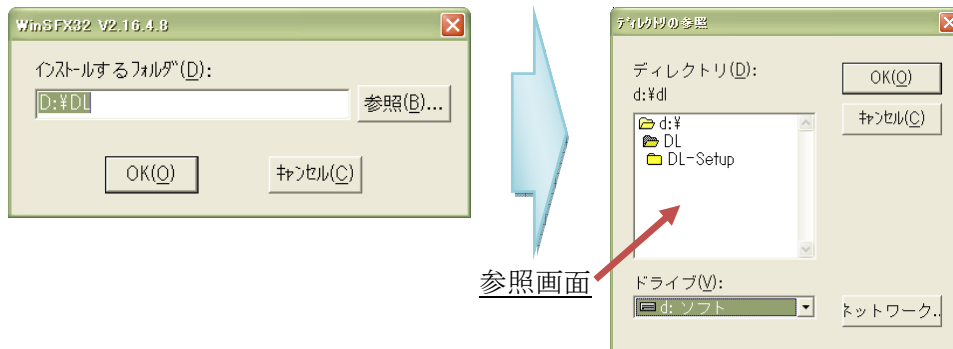 WinSFX32 V2.16.4.8
ｲﾝｽﾄｰﾙするﾌｫﾙﾀﾞ(D):
D:¥DL
参照(B)...
OK(O)
ｷｬﾝｾﾙ(C)
参照画面
ﾃﾞｨﾚｸﾄﾘの参照
ディレクトリ(D):
d:¥dl
OK(O)
ｷｬﾝｾﾙ(C)
d:¥
DL
DL-Setup
ドライブ(V):
d: ソフト
ネットワーク..